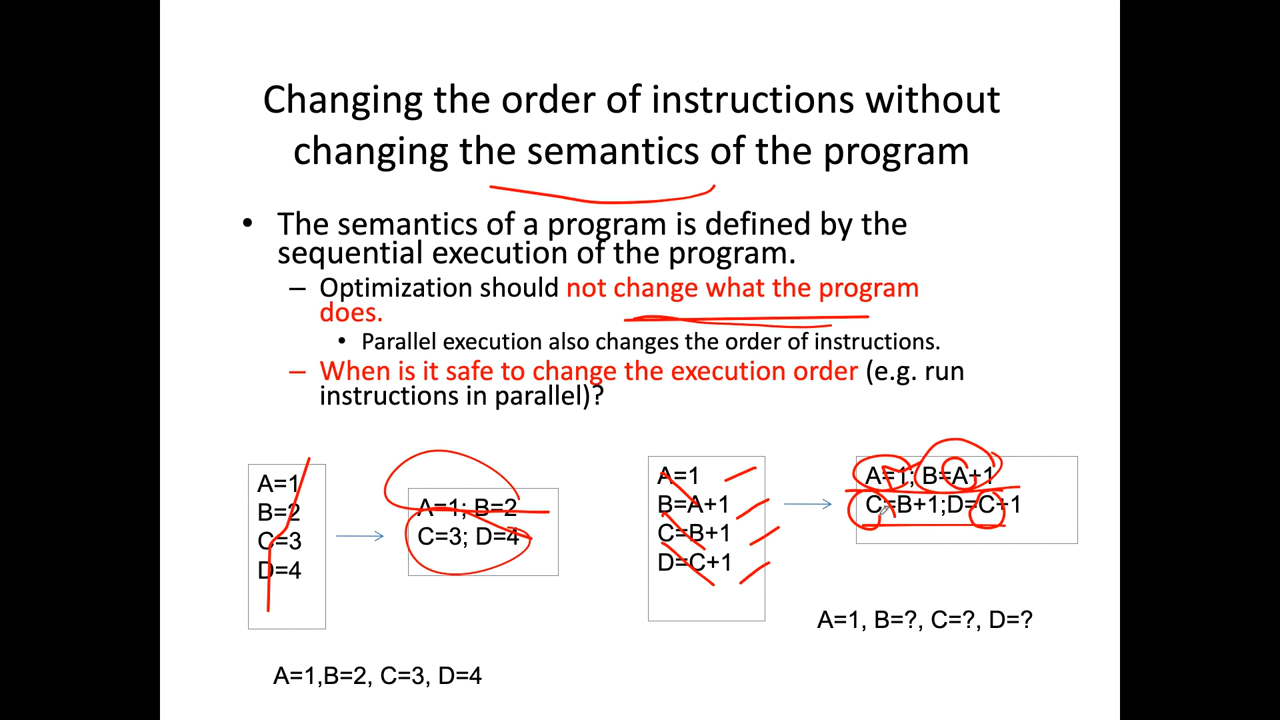 Changing the order of instructions without
changing the semantics of the program
• The semantics of a program is defined by the
sequential execution of the program.
– Optimization should not change what the program
does.
• Parallel execution also changes the order of instructions.
– When is it safe to change the execution order (e.g. run
instructions in parallel)?
A=1
B=2
C=3
D=4
A=1; B=2
C=3; D=4
A=1,B=2, C=3, D=4
A=1
B=A+1
C=B+1
D=C+1
A=1; B=A+1
C=B+1;D=C+1
A=1, B=?, C=?, D=?